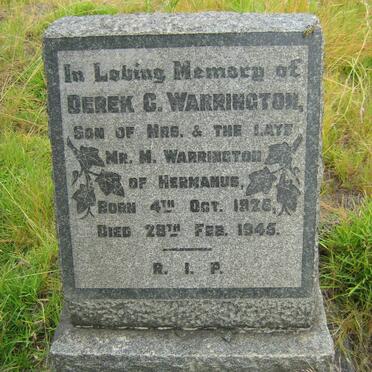 In Loving Memory of
DEREK C. WARRINGTON,
SON OF MRS. & THE LATE
MR. M. WARRINGTON
OF HERMANUS,
BORN 4TH OCT. 1926,
DIED 28TH FEB. 1945.
R. I. P.